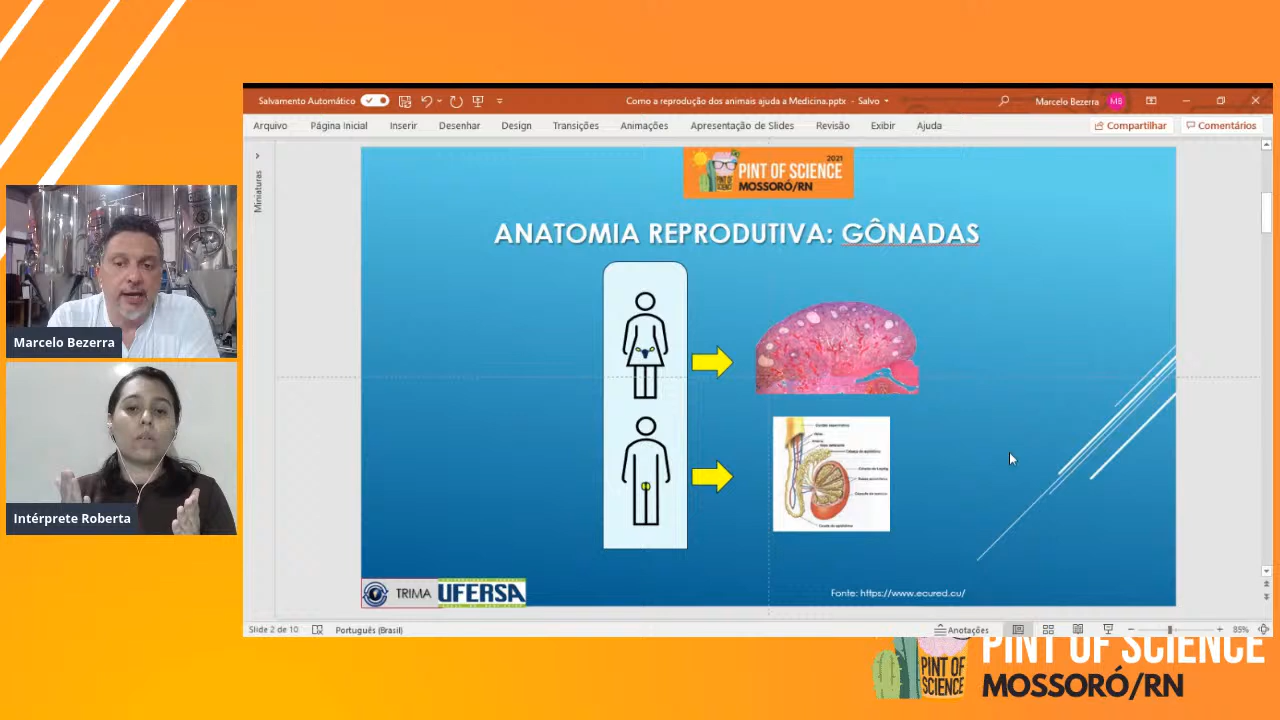 Salvamento Automático
Como a reprodução dos animais ajuda a Medicina.pptx - Salvo
Marcelo Bezerra MB
Arquivo Página Inicial Inserir Desenhar Design Transições Animações Apresentação de Slides Revisão Exibir Ajuda
Compartilhar Comentários
Miniaturas
2021
PINT OF SCIENCE
MOSSORÓ/RN
ANATOMIA REPRODUTIVA: GÔNADAS
Marcelo Bezerra
Intérprete Roberta
TRIMA UFERSA
Fonte: https://www.ecured.cu/
Slide 2 de 10 Português (Brasil) Anotações 85%
PINT OF SCIENCE
PINT OF
SCIENCE
MOSSORÓ/RN